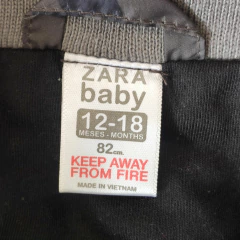 ZARA
baby
12-18
MESES - MONTHS
82cm.
KEEP AWAY
FROM FIRE
MADE IN VIETNAM